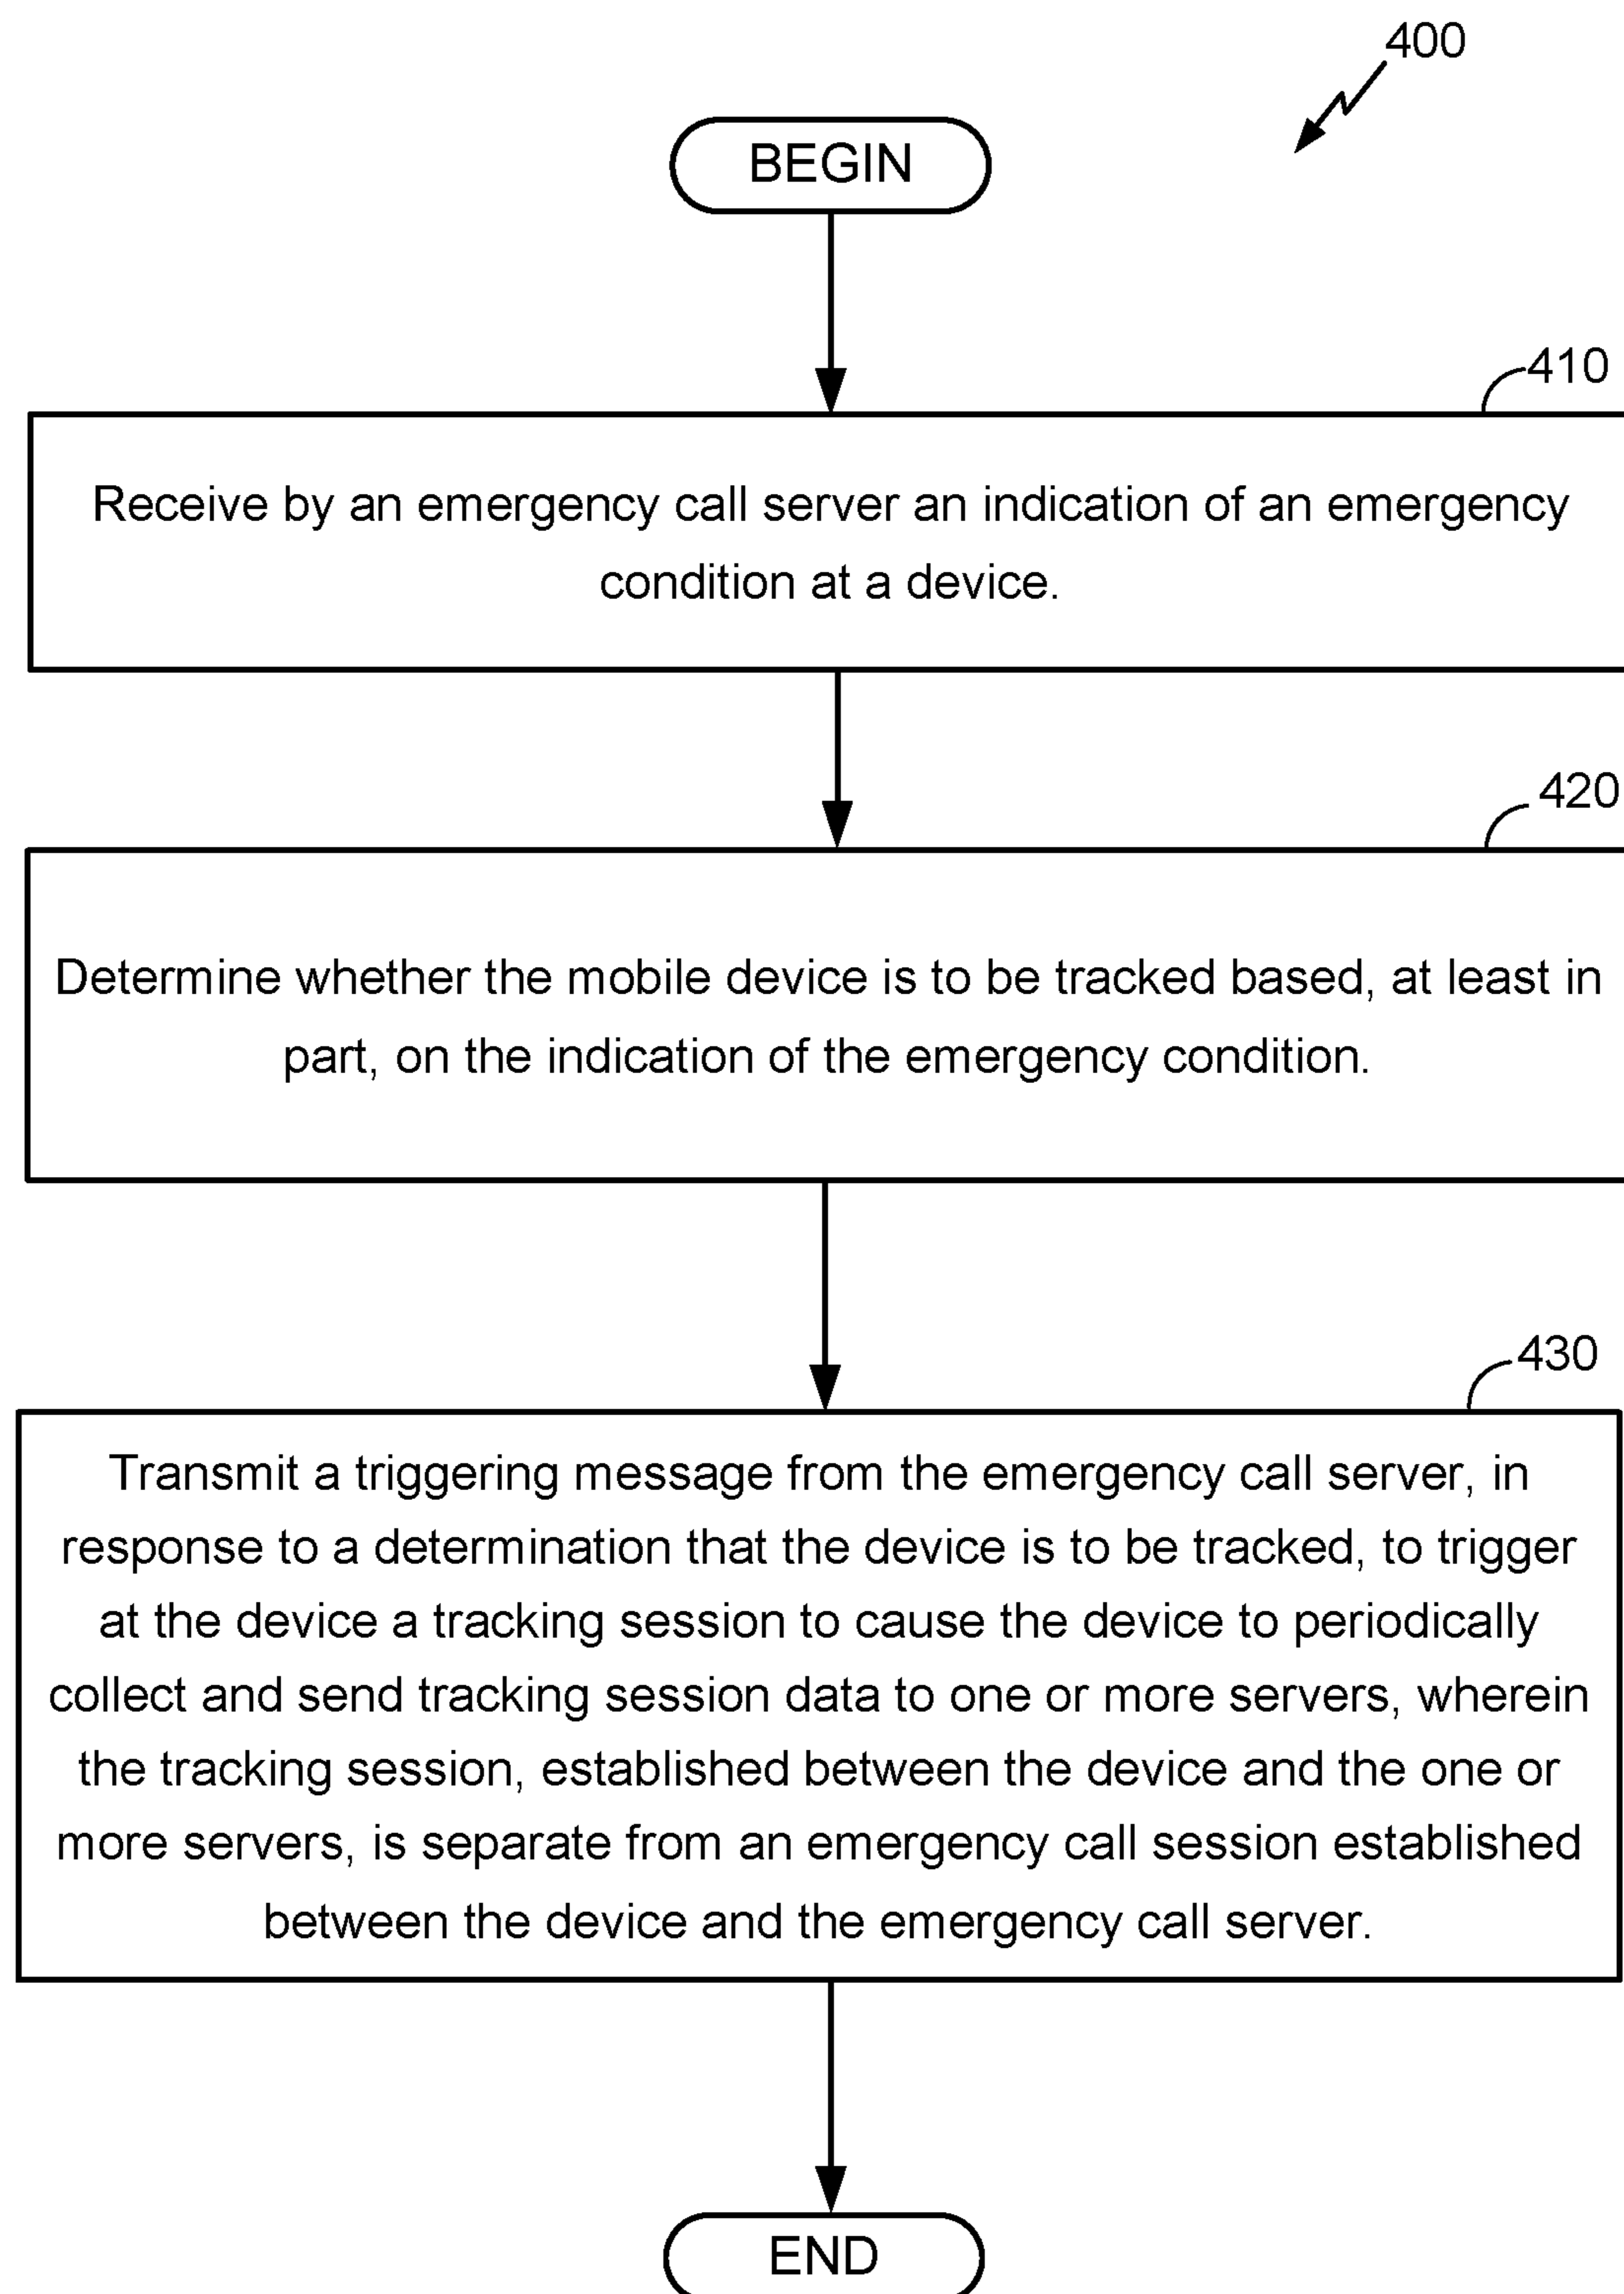 400
BEGIN
410
Receive by an emergency call server an indication of an emergency
condition at a device.
420
Determine whether the mobile device is to be tracked based, at least in
part, on the indication of the emergency condition.
430
Transmit a triggering message from the emergency call server, in
response to a determination that the device is to be tracked, to trigger
at the device a tracking session to cause the device to periodically
collect and send tracking session data to one or more servers, wherein
the tracking session, established between the device and the one or
more servers, is separate from an emergency call session established
between the device and the emergency call server.
END